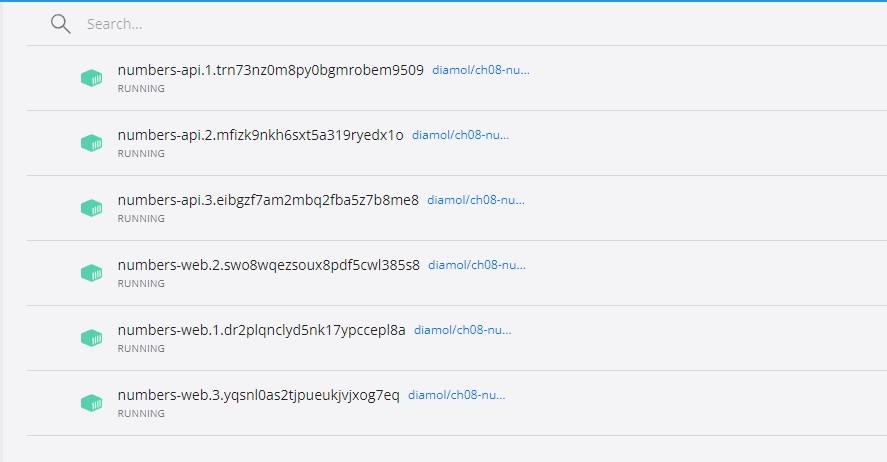 Search...
numbers-api.1.trn73nz0m8py0bgmrobem9509 diamol/ch08-nu...
RUNNING
numbers-api.2.mfizk9nkh6sxt5a319ryedx1o diamol/ch08-nu...
RUNNING
numbers-api.3.eibgzf7am2mbq2fba5z7b8me8 diamol/ch08-nu...
RUNNING
numbers-web.2.swo8wqezsoux8pdf5cwl385s8 diamol/ch08-nu...
RUNNING
numbers-web.1.dr2plqnclyd5nk17ypccepl8a diamol/ch08-nu...
RUNNING
numbers-web.3.yqsnl0as2tjpueukjvjxog7eq diamol/ch08-nu...
RUNNING